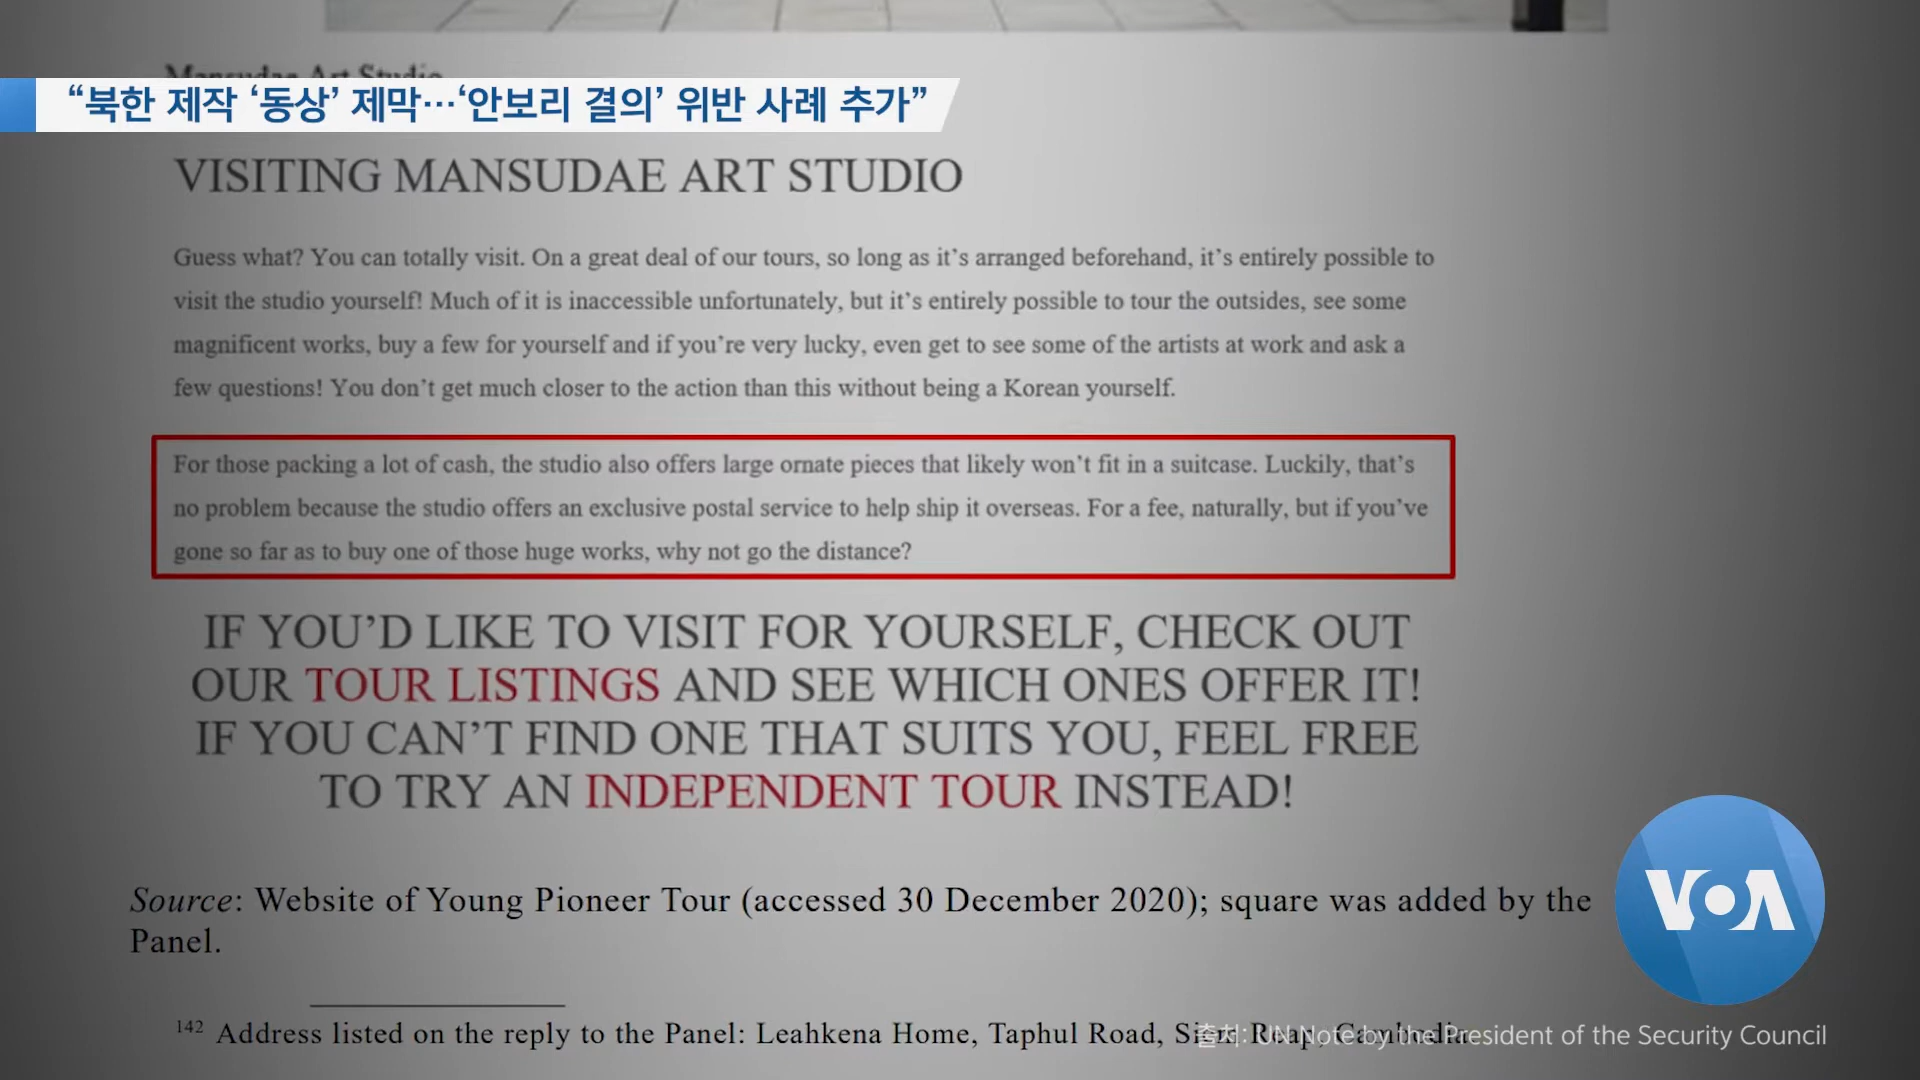 Mansudae Art Studio
“북한 제작 ‘동상’ 제막…‘안보리 결의’ 위반 사례 추가”
VISITING MANSUDAE ART STUDIO
Guess what? You can totally visit. On a great deal of our tours, so long as it’s arranged beforehand, it’s entirely possible to
visit the studio yourself! Much of it is inaccessible unfortunately, but it’s entirely possible to tour the outsides, see some
magnificent works, buy a few for yourself and if you’re very lucky, even get to see some of the artists at work and ask a
few questions! You don’t get much closer to the action than this without being a Korean yourself.
For those packing a lot of cash, the studio also offers large ornate pieces that likely won’t fit in a suitcase. Luckily, that’s
no problem because the studio offers an exclusive postal service to help ship it overseas. For a fee, naturally, but if you’ve
gone so far as to buy one of those huge works, why not go the distance?
IF YOU’D LIKE TO VISIT FOR YOURSELF, CHECK OUT
OUR TOUR LISTINGS AND SEE WHICH ONES OFFER IT!
IF YOU CAN’T FIND ONE THAT SUITS YOU, FEEL FREE
TO TRY AN INDEPENDENT TOUR INSTEAD!
Source: Website of Young Pioneer Tour (accessed 30 December 2020); square was added by the
Panel.
VOA
142 Address listed on the reply to the Panel: Leahkena Home, Taphul Road, Siem Reap, Cambodia
출처: UN Note by the President of the Security Council